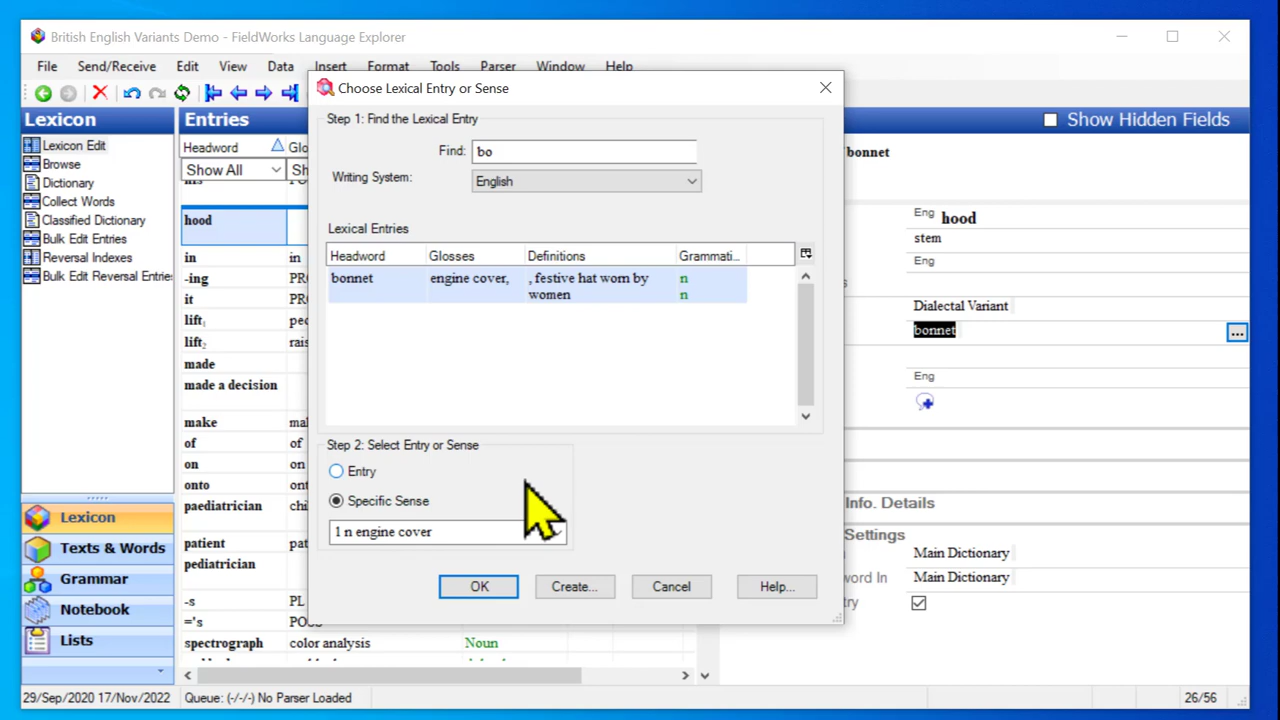 British English Variants Demo - FieldWorks Language Explorer
File Send/Receive Edit View Data Insert Format Tools Parser Window Help
Lexicon
Lexicon Edit
Browse
Dictionary
Collect Words
Classified Dictionary
Bulk Edit Entries
Reversal Indexes
Bulk Edit Reversal Entries
Lexicon
Texts & Words
Grammar
Notebook
Lists
Entries
Headword
Show All
hood
in in
-ing
it
lift₁
lift₂
made
made a decision
make
of of
on on
onto
paediatrician
patient
pediatrician
-s PL
='s
spectrograph color analysis Noun
Choose Lexical Entry or Sense
Step 1: Find the Lexical Entry
Find: bo
Writing System: English
Lexical Entries
Headword Glosses Definitions Grammati...
bonnet engine cover, , festive hat worn by n
women n
Step 2: Select Entry or Sense
Entry
Specific Sense
1 n engine cover
OK Create... Cancel Help...
Show Hidden Fields
bonnet
Eng hood
stem
Eng
Dialectal Variant
bonnet
...
Eng
Info. Details
Settings
Main Dictionary
Main Dictionary
29/Sep/2020 17/Nov/2022 Queue: (-/-/-) No Parser Loaded 26/56